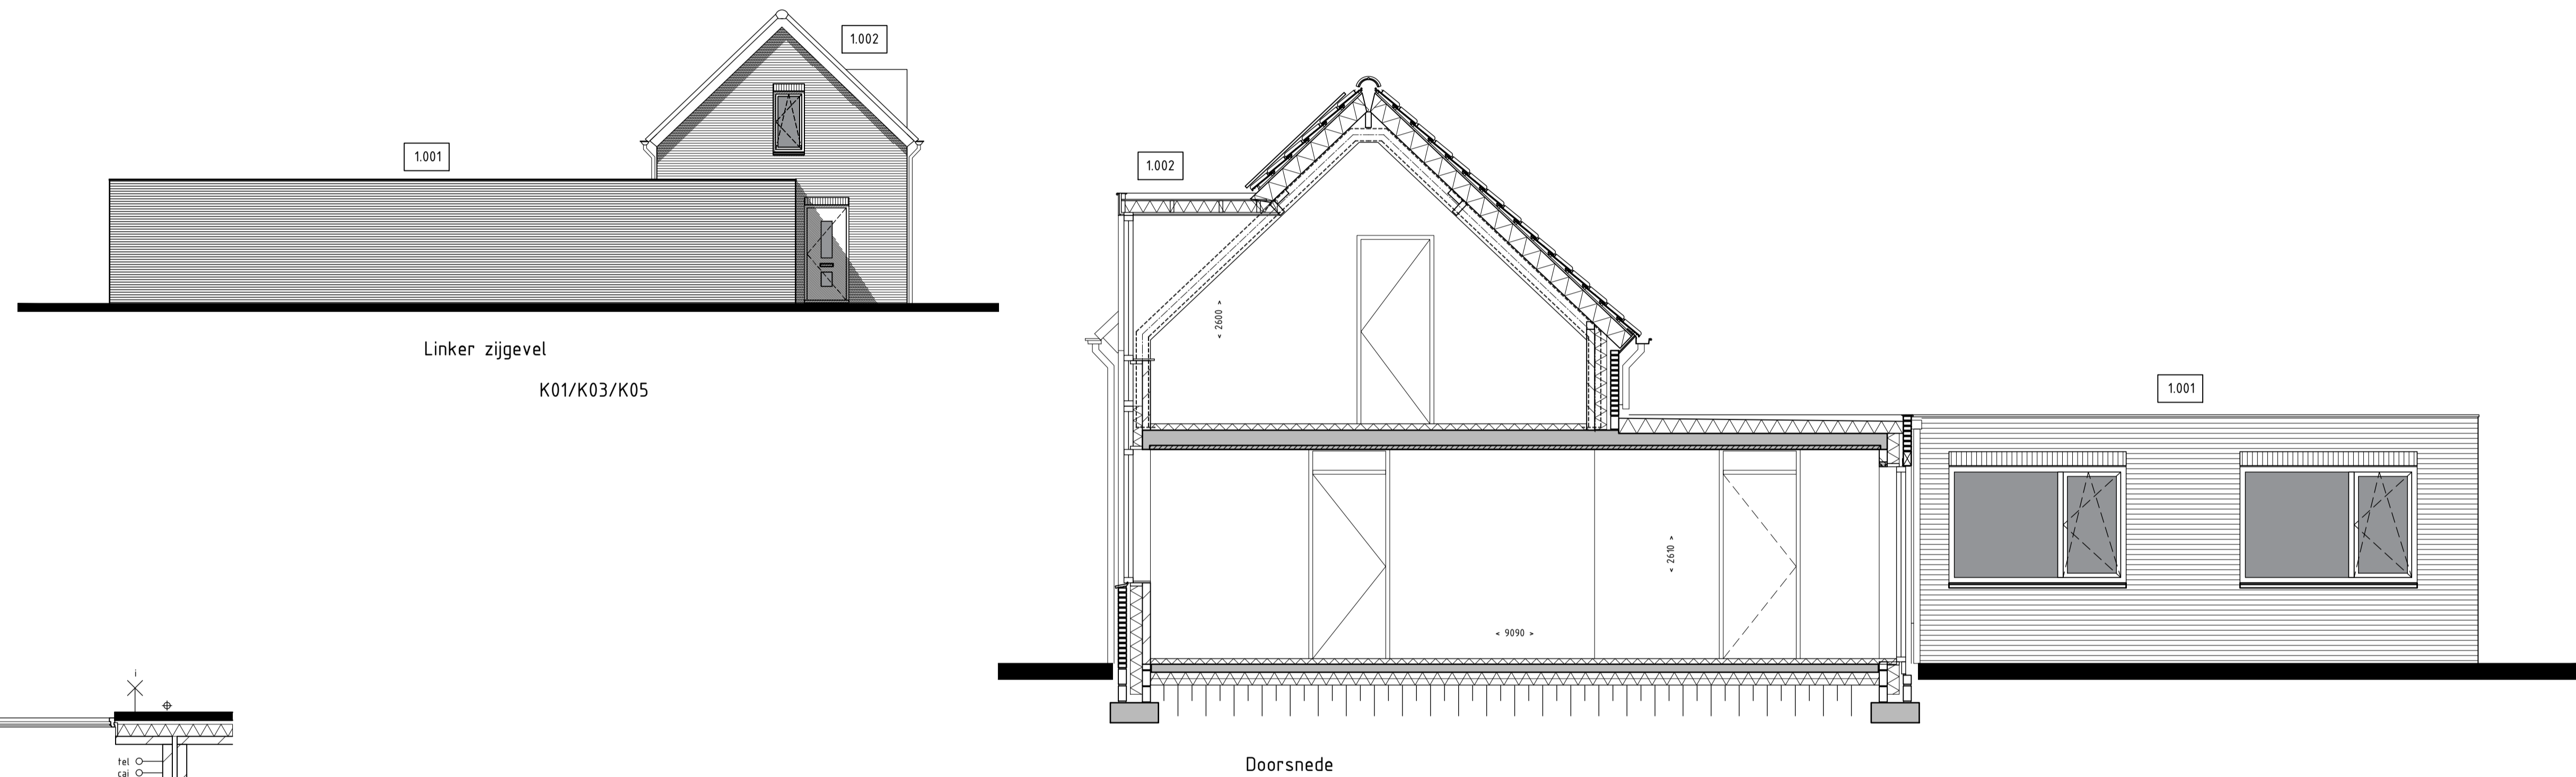 1.002
1.001
Linker zijgevel
K01/K03/K05
1.002
< 2600 >
1.001
< 2610 >
< 9090 >
i
tel
cai
Doorsnede